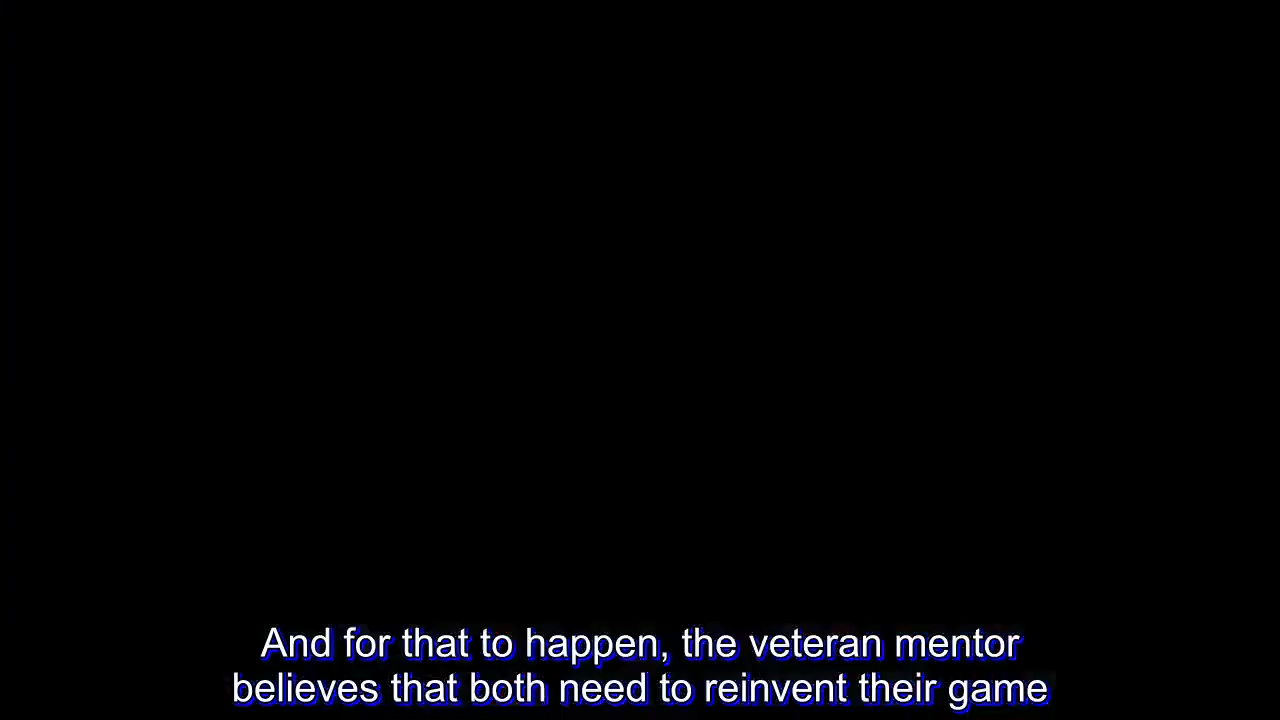 And for that to happen, the veteran mentor
believes that both need to reinvent their game